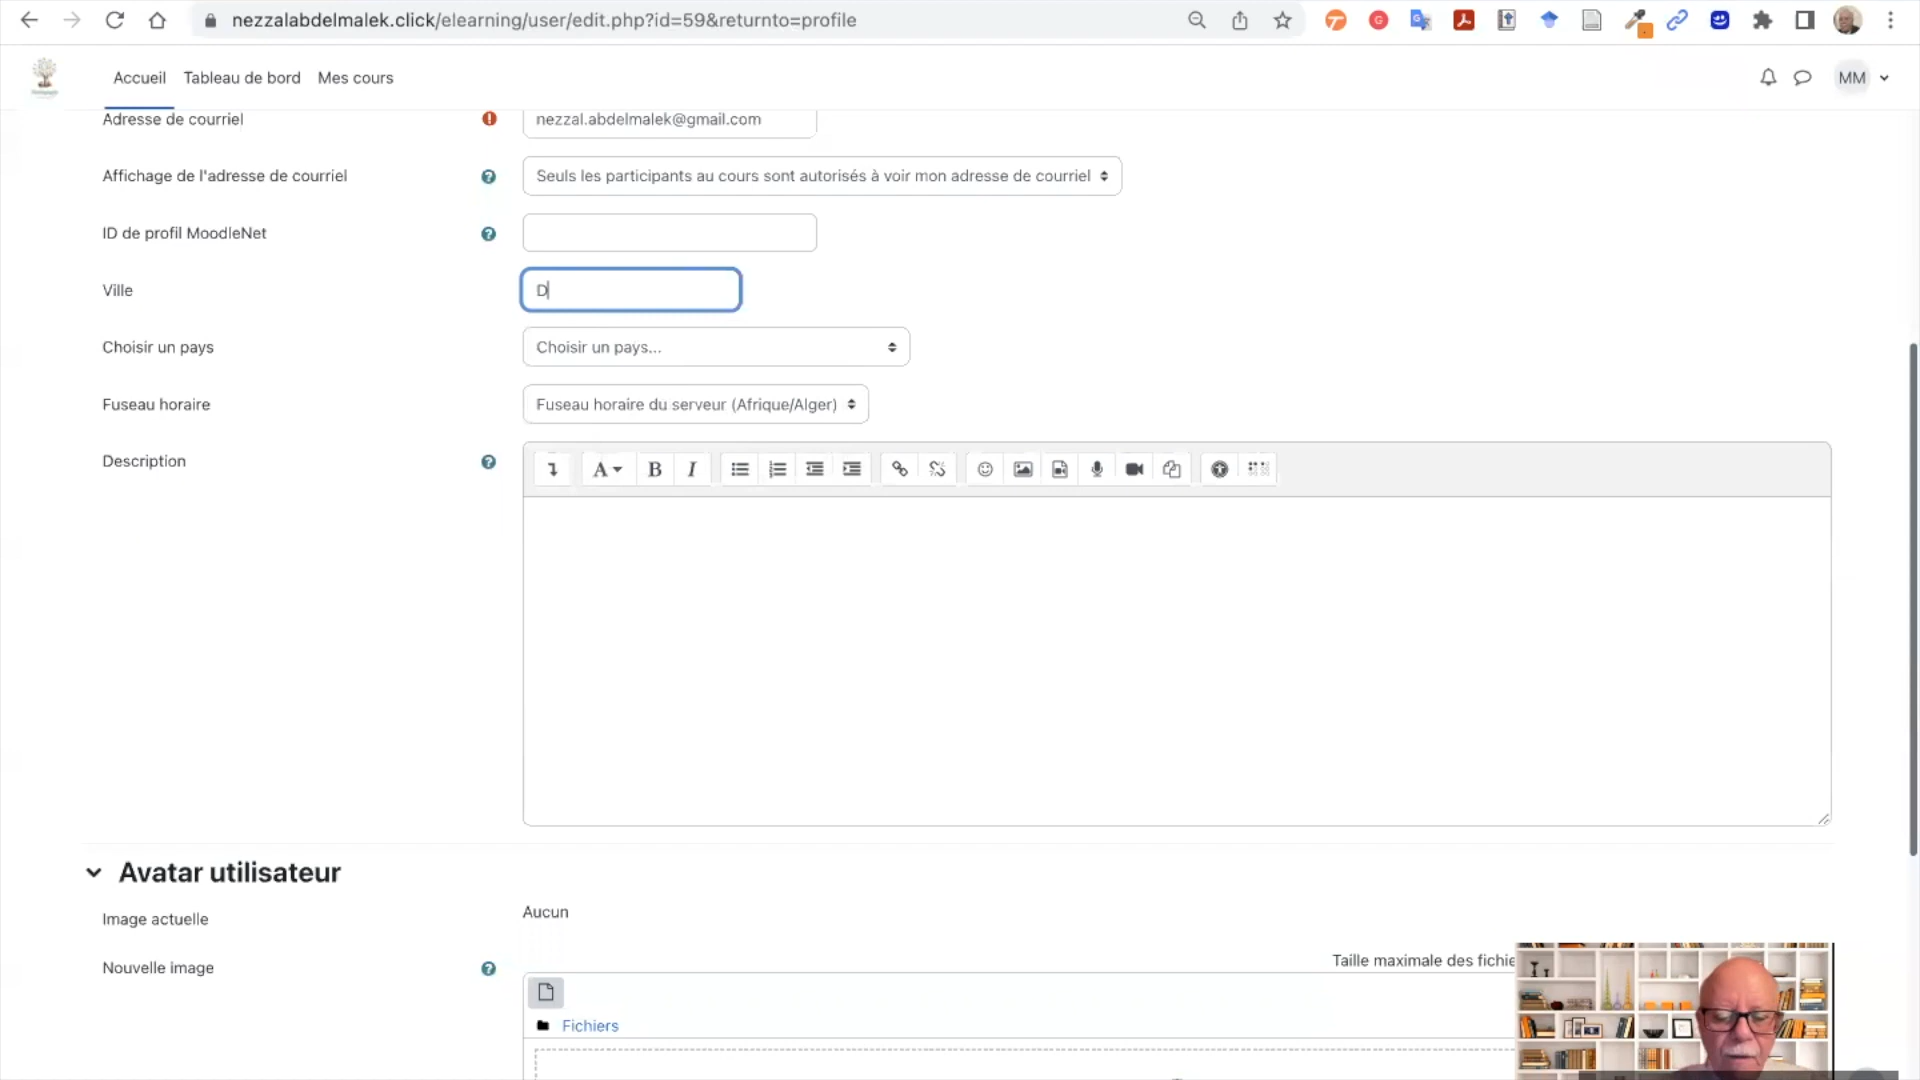 nezzalabdelmalek.click/elearning/user/edit.php?id=59&returnto=profile
Accueil Tableau de bord Mes cours MM
Adresse de courriel nezzal.abdelmalek@gmail.com
Affichage de l'adresse de courriel Seuls les participants au cours sont autorisés à voir mon adresse de courriel
ID de profil MoodleNet
Ville D
Choisir un pays Choisir un pays...
Fuseau horaire Fuseau horaire du serveur (Afrique/Alger)
Description
Avatar utilisateur
Image actuelle Aucun
Nouvelle image Taille maximale des fichie
Fichiers